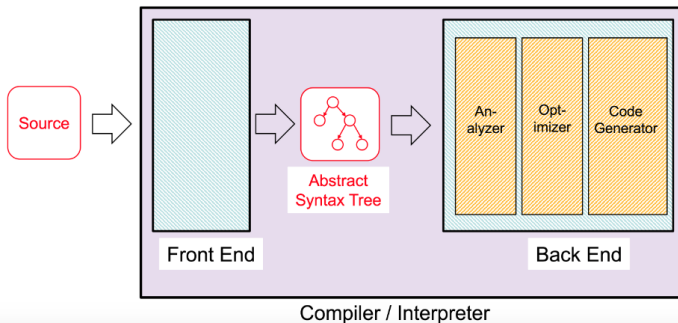 Source
Abstract
Syntax Tree
An-
alyzer
Opt-
imizer
Code
Generator
Front End
Back End
Compiler / Interpreter